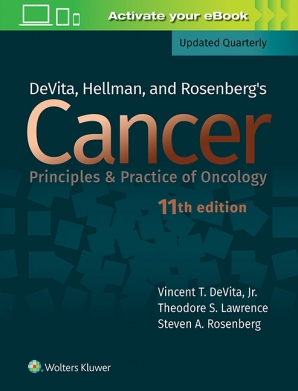 Activate your eBook
Updated Quarterly
DeVita, Hellman, and Rosenberg's
Cancer
Principles & Practice of Oncology
11th edition
Vincent T. DeVita, Jr.
Theodore S. Lawrence
Steven A. Rosenberg
Wolters Kluwer